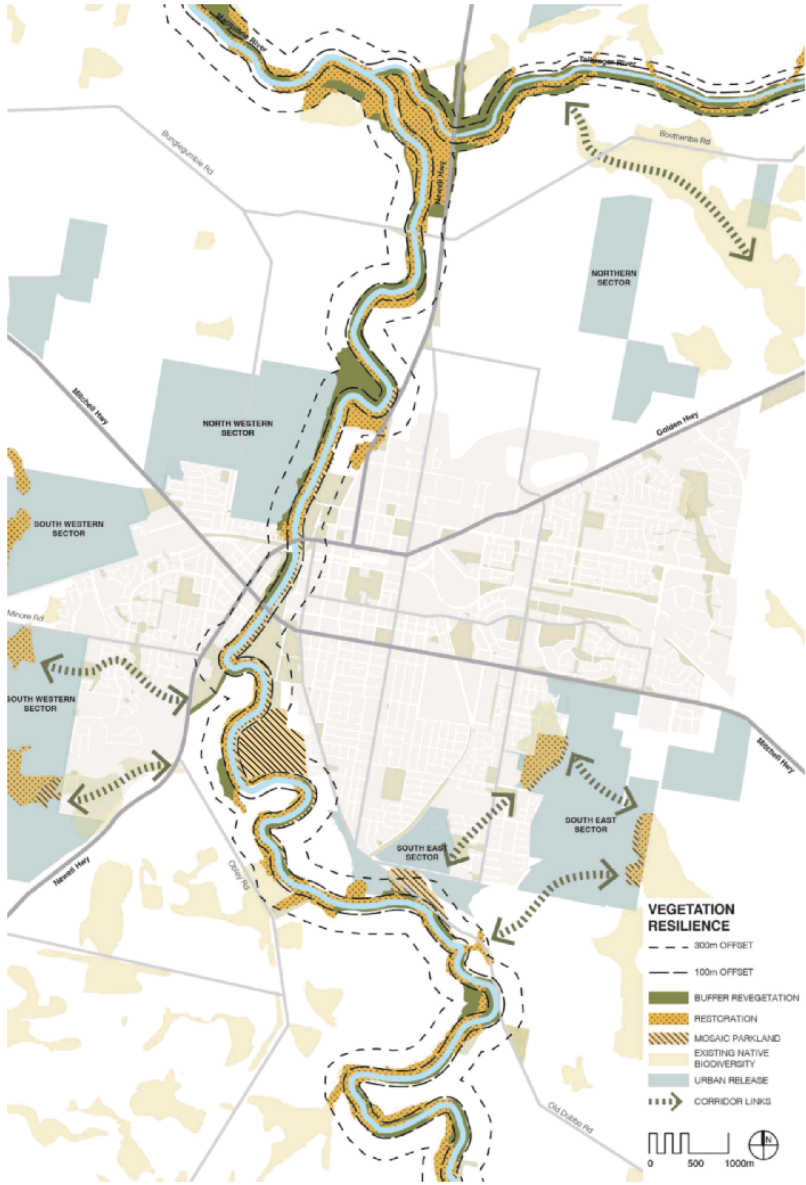 Macquarie River
Talbragar River
Bunglegumbie Rd
Boothenba Rd
Newell Hwy
NORTHERN
SECTOR
Mitchell Hwy
NORTH WESTERN
SECTOR
Golden Hwy
SOUTH WESTERN
SECTOR
Minore Rd
SOUTH WESTERN
SECTOR
Mitchell Hwy
SOUTH EAST
SECTOR
SOUTH EAST
SECTOR
Newell Hwy
Obley Rd
Old Dubbo Rd
VEGETATION
RESILIENCE
300m OFFSET
100m OFFSET
BUFFER REVEGETATION
RESTORATION
MOSAIC PARKLAND
EXISTING NATIVE
BIODIVERSITY
URBAN RELEASE
CORRIDOR LINKS
N
0 500 1000m